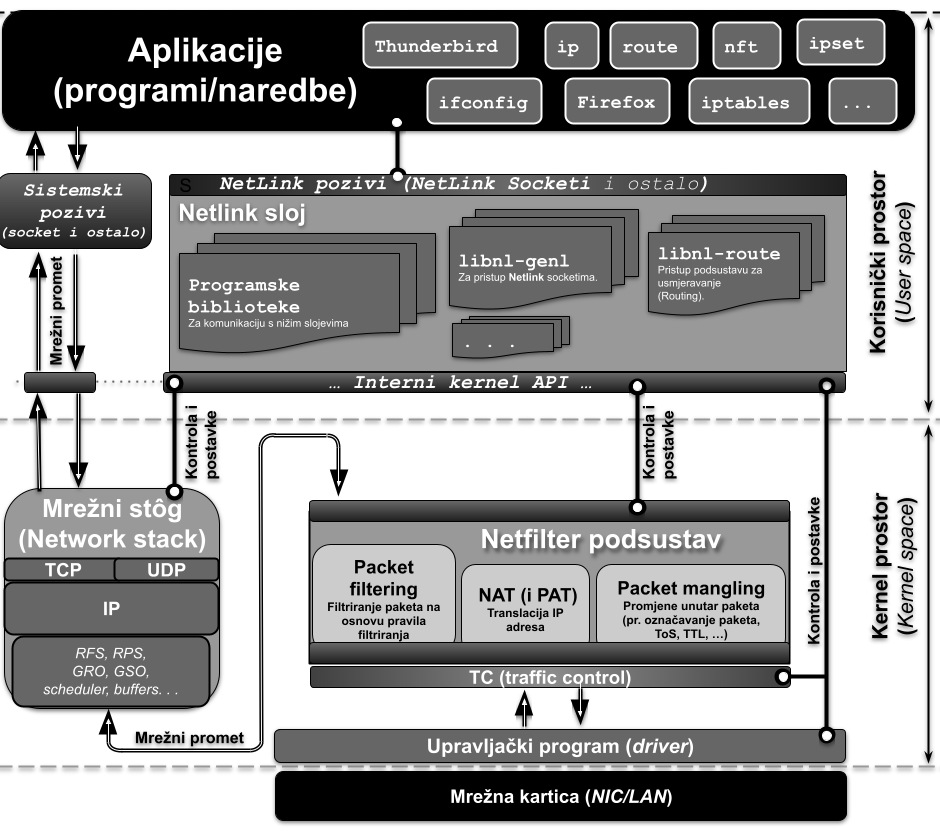 Aplikacije
(programi/naredbe)
Thunderbird
ip
route
nft
ipset
ifconfig
Firefox
iptables
...
Sistemski
pozivi
(socket i ostalo)
S
NetLink pozivi (NetLink Socketi i ostalo)
Netlink sloj
Programske
biblioteke
Za komunikaciju s nižim slojevima
libnl-genl
Za pristup Netlink socketima.
. . .
libnl-route
Pristup podsustavu za
usmjeravanje
(Routing).
Korisnički prostor
(User space)
Mrežni promet
… Interni kernel API …
Kontrola i
postavke
Kontrola i
postavke
Kontrola i postavke
Mrežni stôg
(Network stack)
TCP
UDP
IP
RFS, RPS,
GRO, GSO,
scheduler, buffers. . .
Mrežni promet
Netfilter podsustav
Packet
filtering
Filtriranje paketa na
osnovu pravila
filtriranja
NAT (i PAT)
Translacija IP
adresa
Packet mangling
Promjene unutar paketa
(pr. označavanje paketa,
ToS, TTL, …)
TC (traffic control)
Kernel prostor
(Kernel space)
Upravljački program (driver)
Mrežna kartica (NIC/LAN)